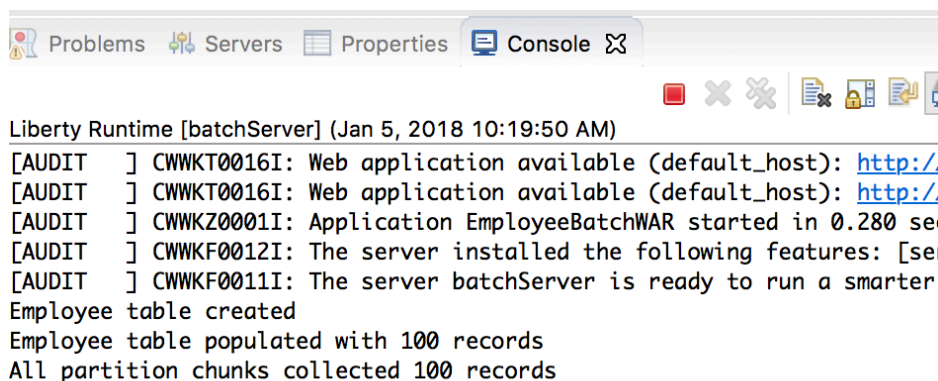 Problems Servers Properties Console
Liberty Runtime [batchServer] (Jan 5, 2018 10:19:50 AM)
[AUDIT   ] CWWKT0016I: Web application available (default_host): http:/
[AUDIT   ] CWWKT0016I: Web application available (default_host): http:/
[AUDIT   ] CWWKZ0001I: Application EmployeeBatchWAR started in 0.280 se
[AUDIT   ] CWWKF0012I: The server installed the following features: [se
[AUDIT   ] CWWKF0011I: The server batchServer is ready to run a smarter
Employee table created
Employee table populated with 100 records
All partition chunks collected 100 records